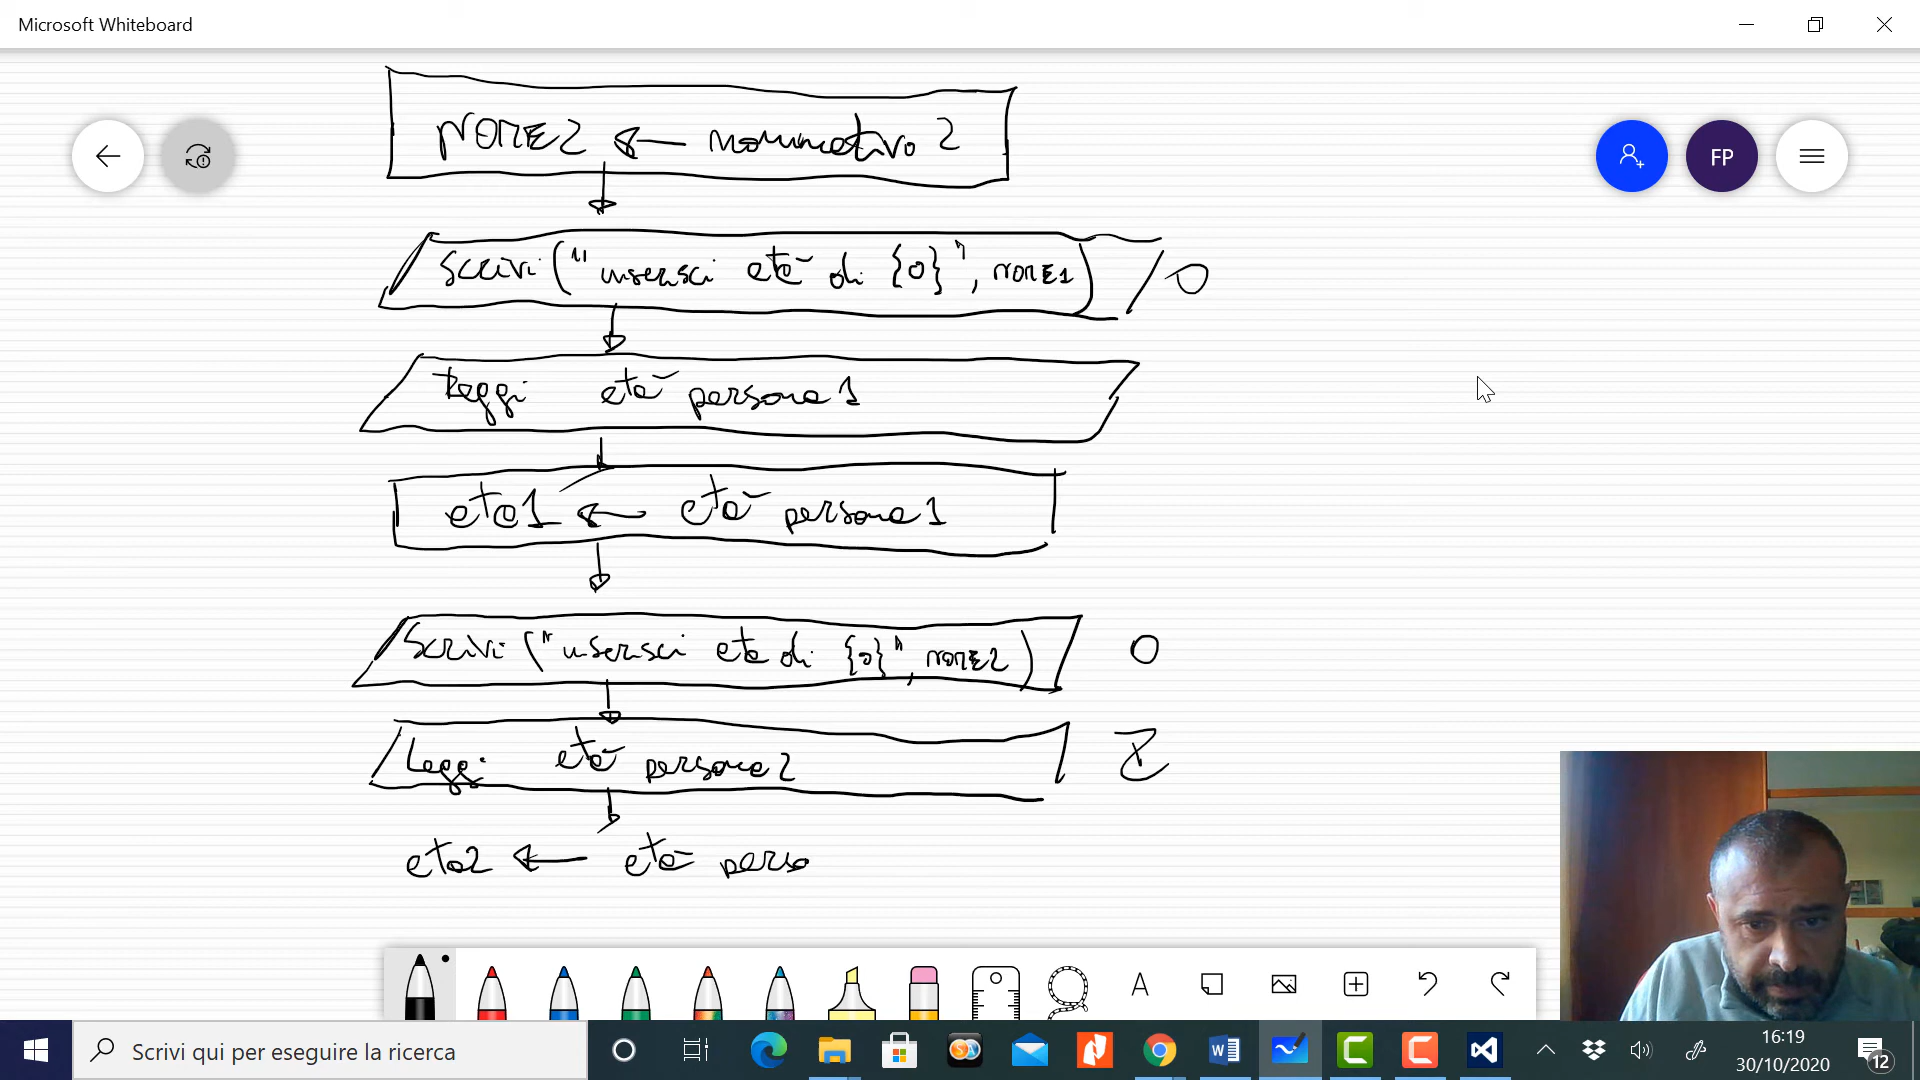 Microsoft Whiteboard
NOME2 ← nominativo 2
FP
Scrivi ("inserisci età di {0}", NOME1) O
Leggi età persona 1
eta1 ← età persona 1
Scrivi ("inserisci età di {0}", NOME2) O
Leggi età persona 2 I
eta2 ← età perso
A
Scrivi qui per eseguire la ricerca
16:19
30/10/2020
12